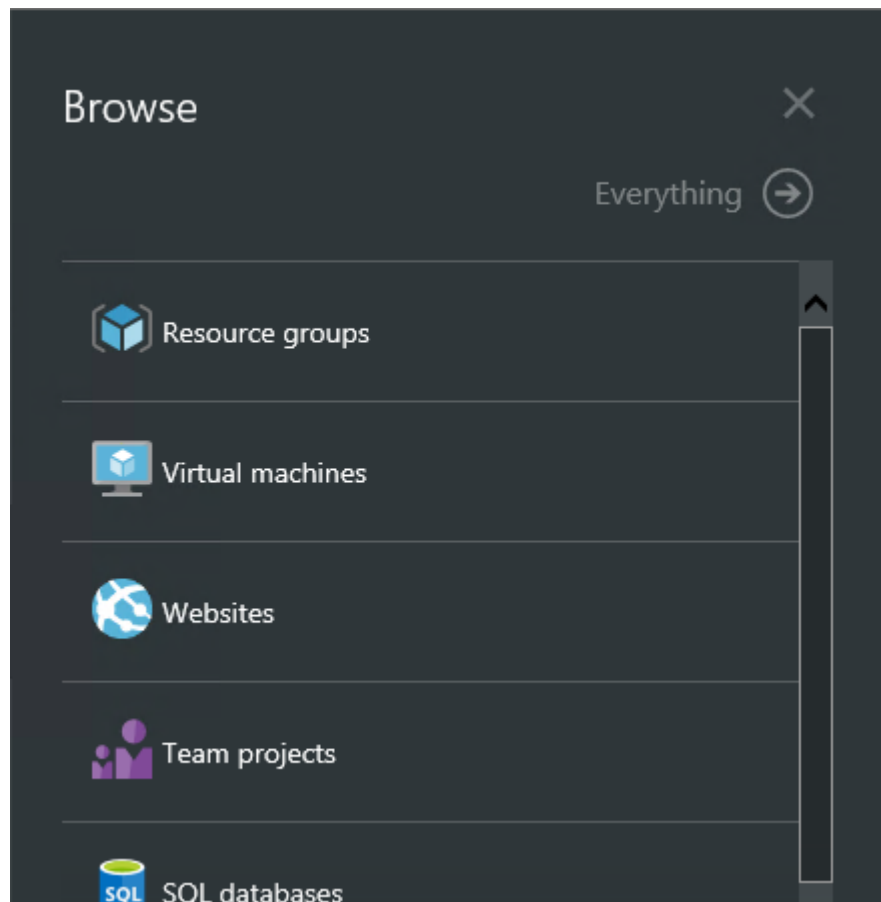 Browse
Everything
Resource groups
Virtual machines
Websites
Team projects
SQL
SQL databases